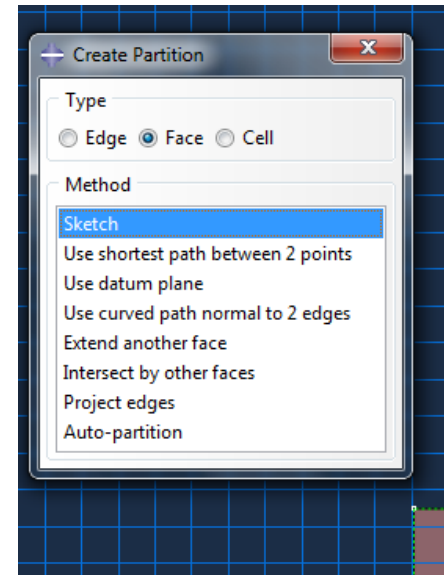 Create Partition
Type
Edge Face Cell
Method
Sketch
Use shortest path between 2 points
Use datum plane
Use curved path normal to 2 edges
Extend another face
Intersect by other faces
Project edges
Auto-partition